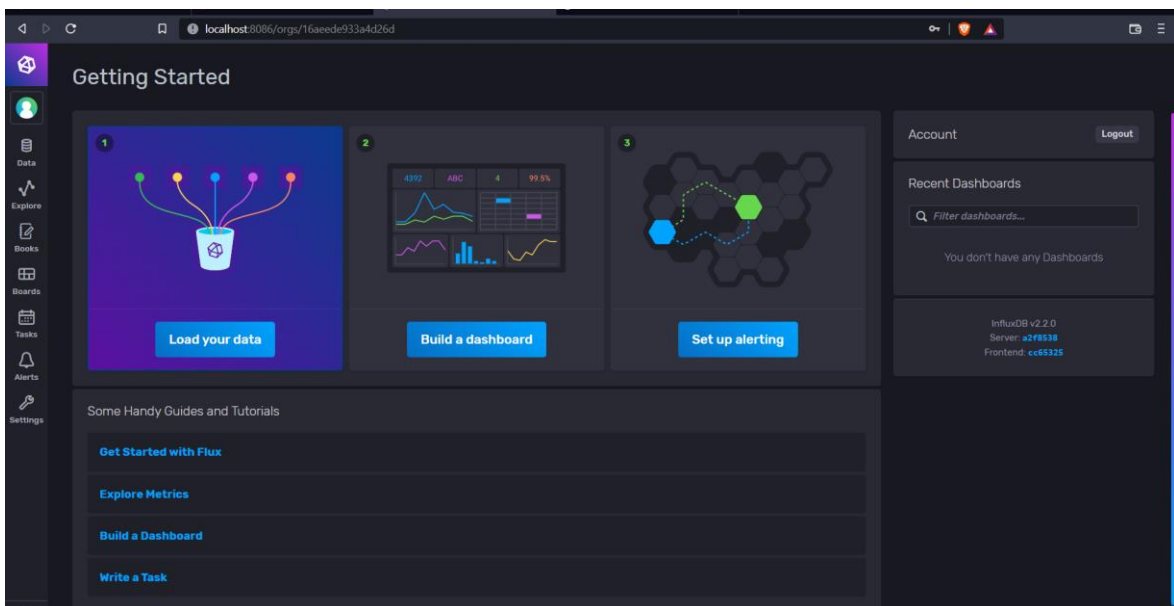 localhost:8086/orgs/16aeede933a4d26d
Getting Started
Data
Explore
Books
Boards
Tasks
Alerts
Settings
1
Load your data
2
4392 ABC 4 99.5%
Build a dashboard
3
Set up alerting
Some Handy Guides and Tutorials
Get Started with Flux
Explore Metrics
Build a Dashboard
Write a Task
Account
Logout
Recent Dashboards
Filter dashboards...
You don't have any Dashboards
InfluxDB v2.2.0
Server: a2f8538
Frontend: cc65325